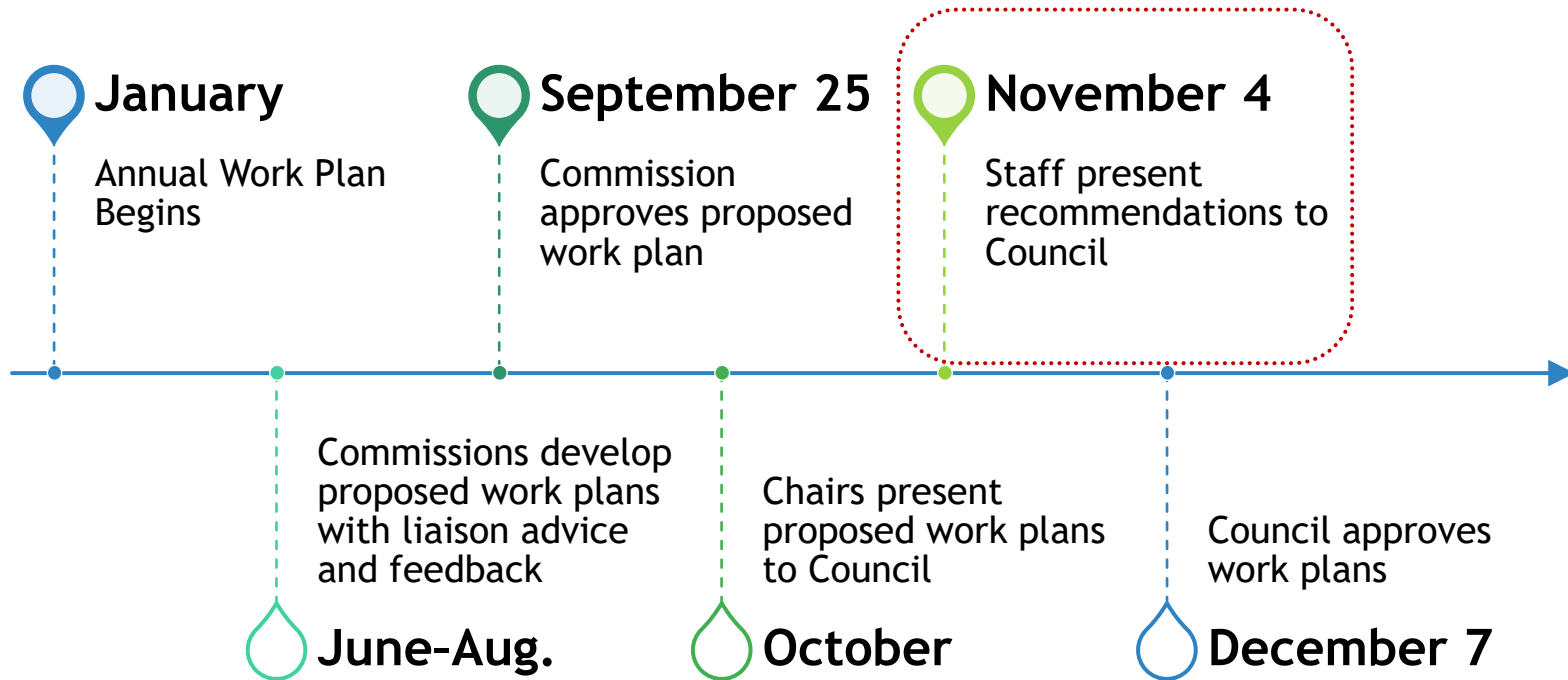 January
Annual Work Plan
Begins
September 25
Commission
approves proposed
work plan
November 4
Staff present
recommendations to
Council
Commissions develop
proposed work plans
with liaison advice
and feedback
June-Aug.
Chairs present
proposed work plans
to Council
October
Council approves
work plans
December 7